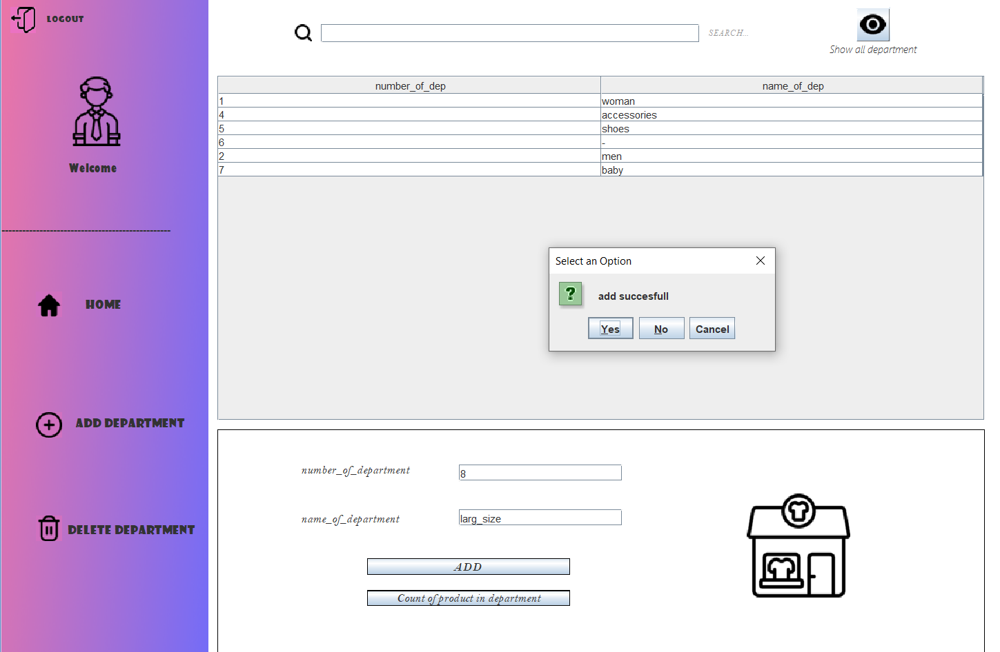 LOGOUT
Welcome
--------------------------------------------------
HOME
ADD DEPARTMENT
DELETE DEPARTMENT
SEARCH...
Show all department
number_of_dep name_of_dep
1 woman
4 accessories
5 shoes
6 -
2 men
7 baby
Select an Option
?
add succesfull
Yes No Cancel
number_of_department 8
name_of_department larg_size
ADD
Count of product in department